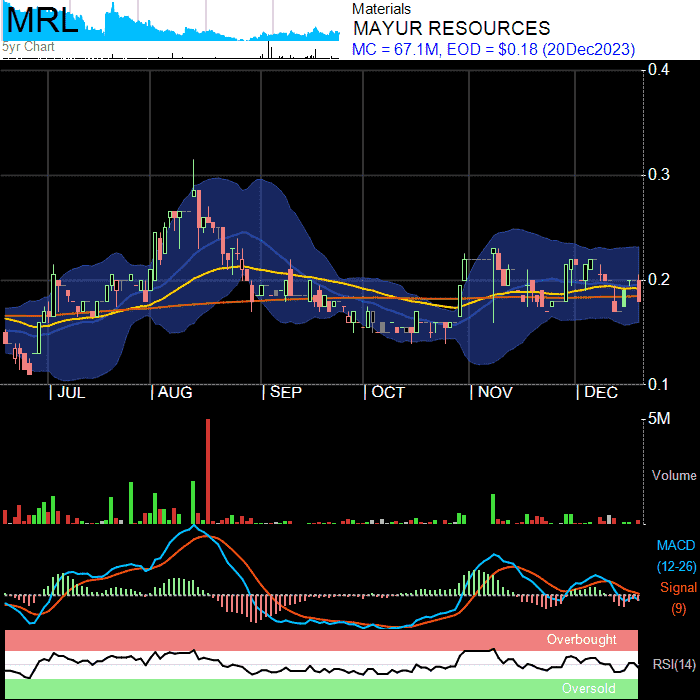 MRL
5yr Chart
Materials
MAYUR RESOURCES
MC = 67.1M, EOD = $0.18 (20Dec2023)
0.4
0.3
0.2
0.1
JUL AUG SEP OCT NOV DEC
5M
Volume
MACD
(12-26)
Signal
(9)
Overbought
RSI(14)
Oversold